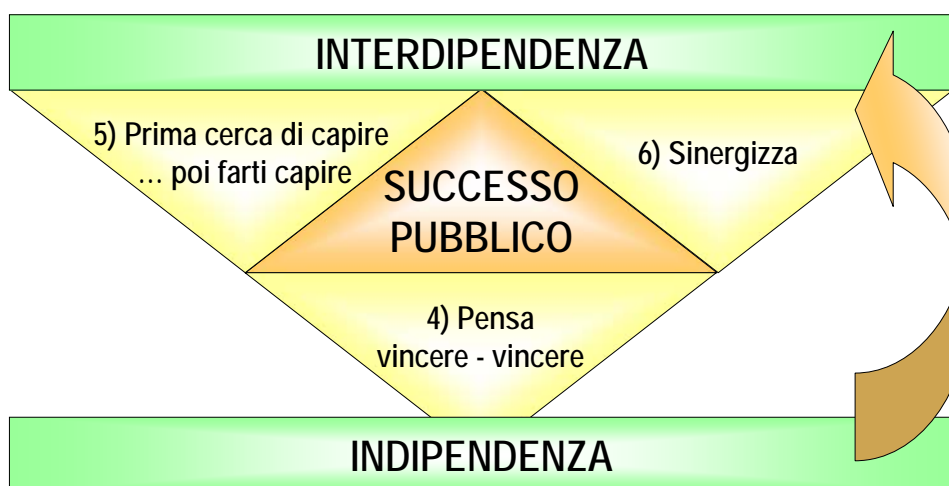 INTERDIPENDENZA
5) Prima cerca di capire
… poi farti capire
6) Sinergizza
SUCCESSO
PUBBLICO
4) Pensa
vincere - vincere
INDIPENDENZA